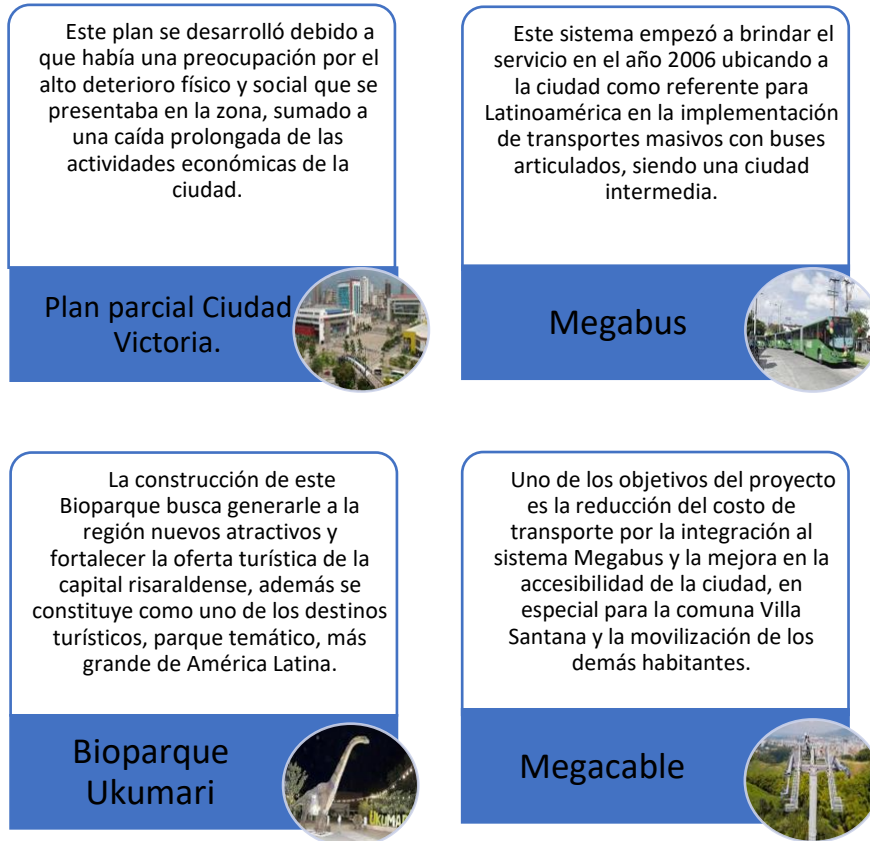 Este plan se desarrolló debido a
que había una preocupación por el
alto deterioro físico y social que se
presentaba en la zona, sumado a
una caída prolongada de las
actividades económicas de la
ciudad.
Plan parcial Ciudad
Victoria.
Este sistema empezó a brindar el
servicio en el año 2006 ubicando a
la ciudad como referente para
Latinoamérica en la implementación
de transportes masivos con buses
articulados, siendo una ciudad
intermedia.
Megabus
La construcción de este
Bioparque busca generarle a la
región nuevos atractivos y
fortalecer la oferta turística de la
capital risaraldense, además se
constituye como uno de los destinos
turísticos, parque temático, más
grande de América Latina.
Bioparque
Ukumari
UKUMAR
Uno de los objetivos del proyecto
es la reducción del costo de
transporte por la integración al
sistema Megabus y la mejora en la
accesibilidad de la ciudad, en
especial para la comuna Villa
Santana y la movilización de los
demás habitantes.
Megacable